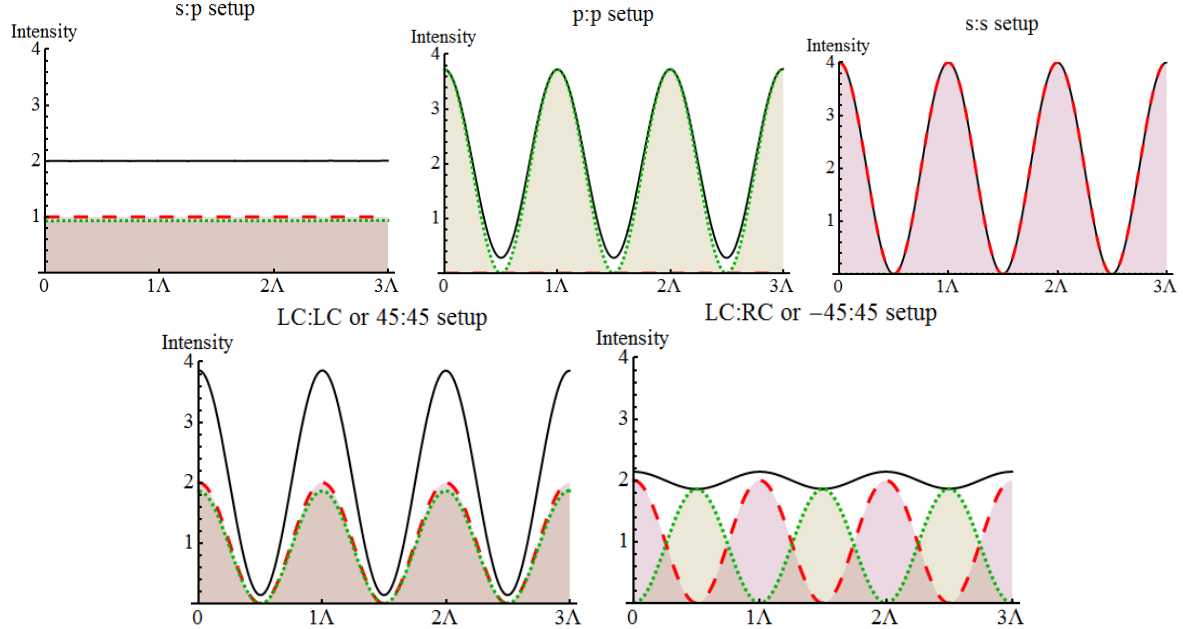 s:p setup
Intensity
4
3
2
1
0 1Λ 2Λ 3Λ
p:p setup
Intensity
4
3
2
1
0 1Λ 2Λ 3Λ
s:s setup
Intensity
4
3
2
1
0 1Λ 2Λ 3Λ
LC:LC or 45:45 setup
Intensity
4
3
2
1
0 1Λ 2Λ 3Λ
LC:RC or −45:45 setup
Intensity
4
3
2
1
0 1Λ 2Λ 3Λ